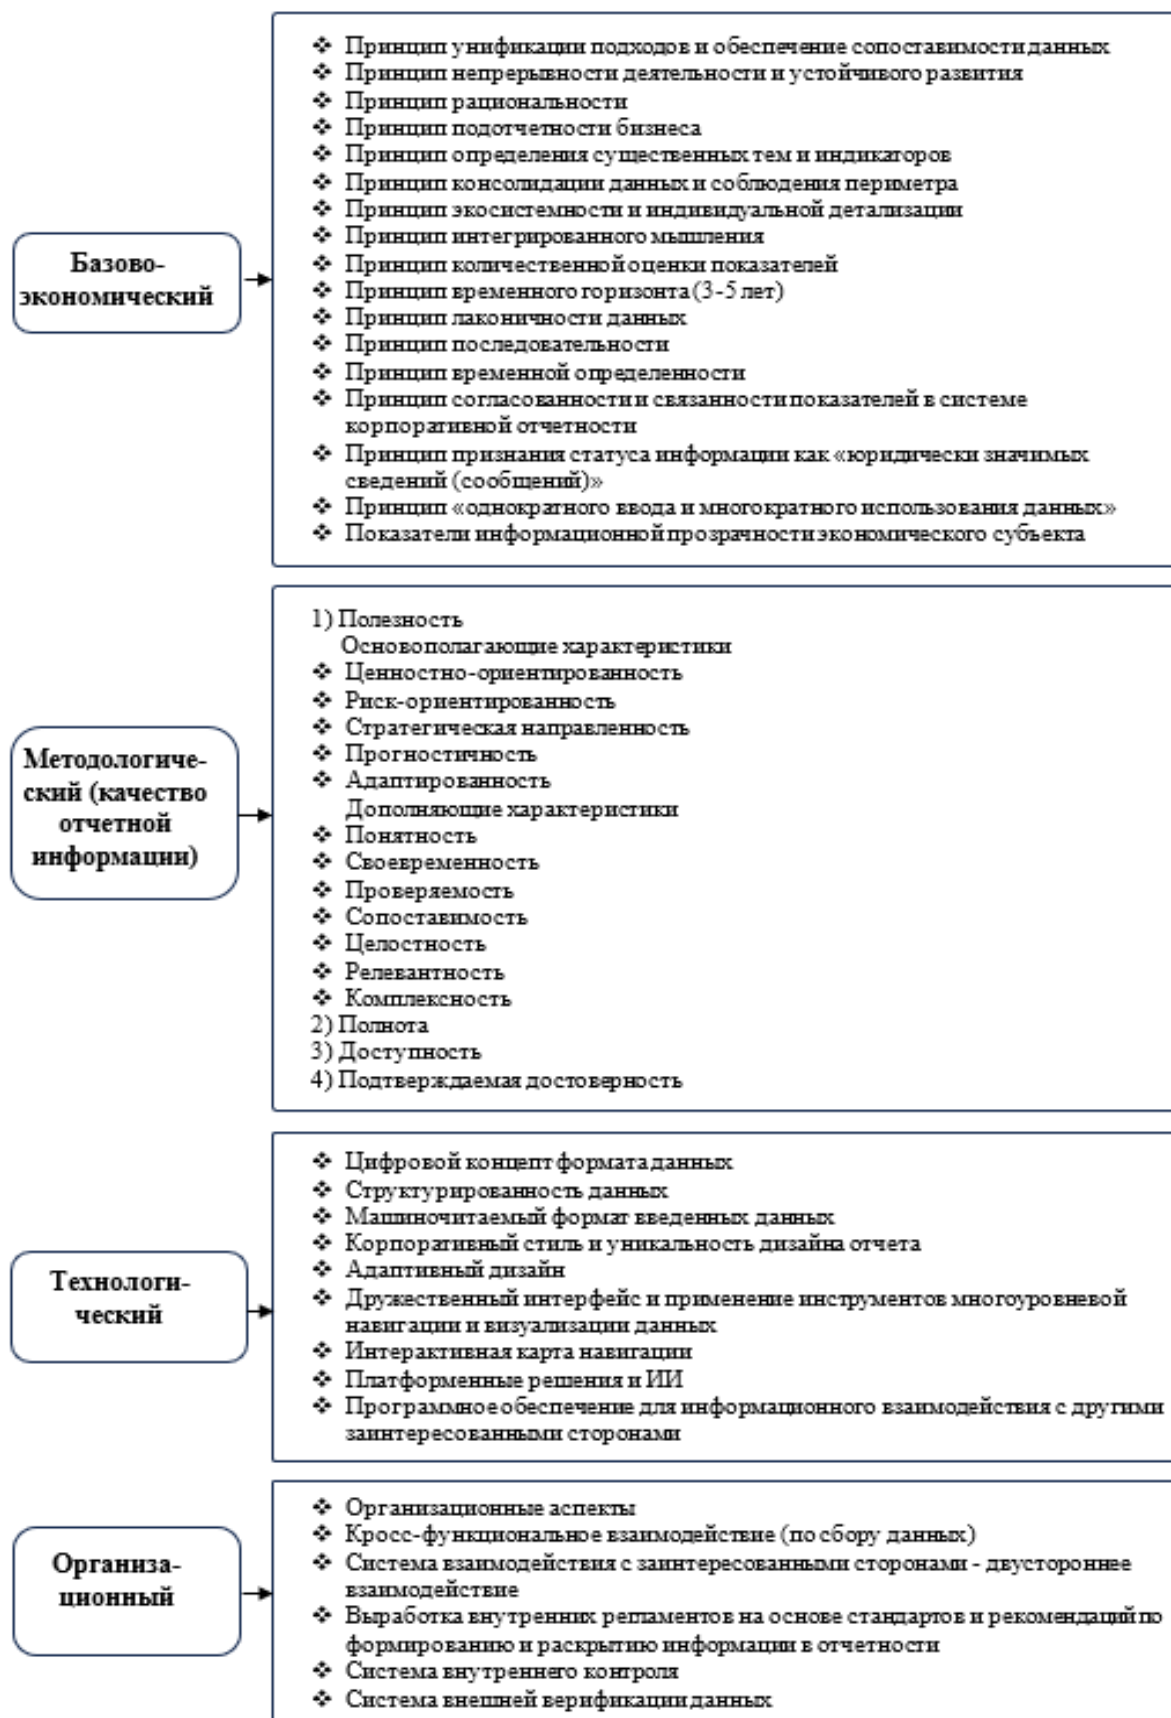 Базово-
экономический
❖ Принцип унификации подходов и обеспечение сопоставимости данных
❖ Принцип непрерывности деятельности и устойчивого развития
❖ Принцип рациональности
❖ Принцип подотчетности бизнеса
❖ Принцип определения существенных тем и индикаторов
❖ Принцип консолидации данных и соблюдения периметра
❖ Принцип экосистемности и индивидуальной детализации
❖ Принцип интегрированного мышления
❖ Принцип количественной оценки показателей
❖ Принцип временного горизонта (3-5 лет)
❖ Принцип лаконичности данных
❖ Принцип последовательности
❖ Принцип временной определенности
❖ Принцип согласованности и связанности показателей в системе
корпоративной отчетности
❖ Принцип признания статуса информации как «юридически значимых
сведений (сообщений)»
❖ Принцип «однократного ввода и многократного использования данных»
❖ Показатели информационной прозрачности экономического субъекта
Методологиче-
ский (качество
отчетной
информации)
1) Полезность
Основополагающие характеристики
❖ Ценностно-ориентированность
❖ Риск-ориентированность
❖ Стратегическая направленность
❖ Прогностичность
❖ Адаптированность
Дополняющие характеристики
❖ Понятность
❖ Своевременность
❖ Проверяемость
❖ Сопоставимость
❖ Целостность
❖ Релевантность
❖ Комплексность
2) Полнота
3) Доступность
4) Подтверждаемая достоверность
Технологи-
ческий
❖ Цифровой концепт формата данных
❖ Структурированность данных
❖ Машиночитаемый формат введенных данных
❖ Корпоративный стиль и уникальность дизайна отчета
❖ Адаптивный дизайн
❖ Дружественный интерфейс и применение инструментов многоуровневой
навигации и визуализации данных
❖ Интерактивная карта навигации
❖ Платформенные решения и ИИ
❖ Программное обеспечение для информационного взаимодействия с другими
заинтересованными сторонами
Организа-
ционный
❖ Организационные аспекты
❖ Кросс-функциональное взаимодействие (по сбору данных)
❖ Система взаимодействия с заинтересованными сторонами - двустороннее
взаимодействие
❖ Выработка внутренних регламентов на основе стандартов и рекомендаций по
формированию и раскрытию информации в отчетности
❖ Система внутреннего контроля
❖ Система внешней верификации данных